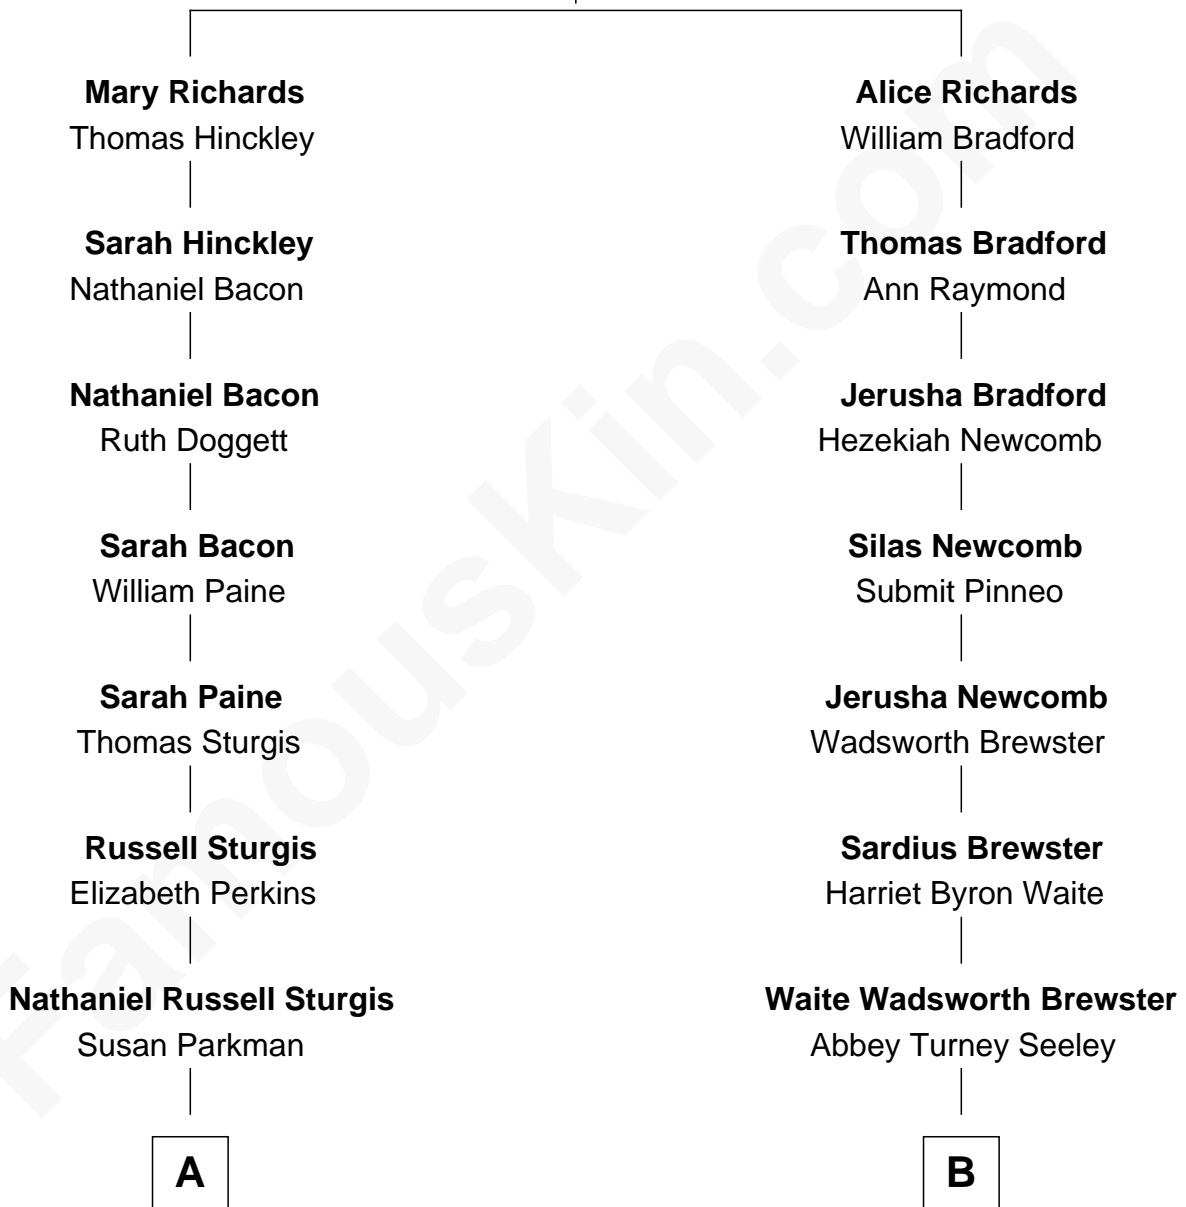 Mary Richards
Thomas Hinckley
Sarah Hinckley
Nathaniel Bacon
Nathaniel Bacon
Ruth Doggett
Sarah Bacon
William Paine
Sarah Paine
Thomas Sturgis
Russell Sturgis
Elizabeth Perkins
Nathaniel Russell Sturgis
Susan Parkman
A
Alice Richards
William Bradford
Thomas Bradford
Ann Raymond
Jerusha Bradford
Hezekiah Newcomb
Silas Newcomb
Submit Pinneo
Jerusha Newcomb
Wadsworth Brewster
Sardius Brewster
Harriet Byron Waite
Waite Wadsworth Brewster
Abbey Turney Seeley
B
FamousKin.com